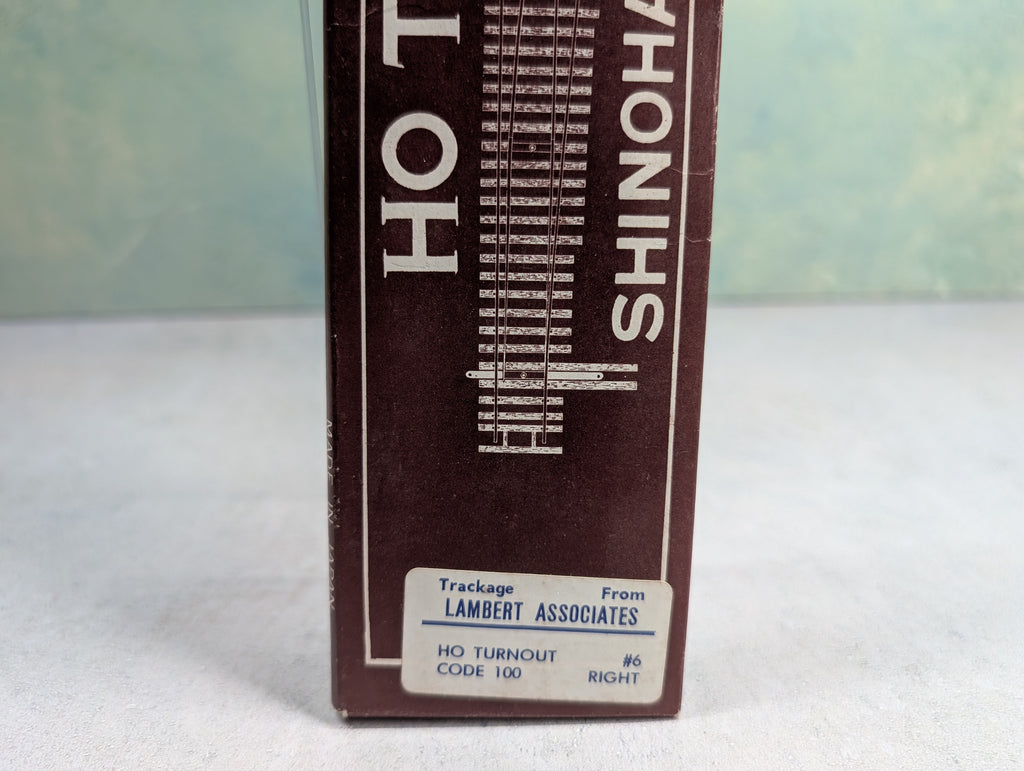 HO T
SHINOHA
MADE IN JAPAN
Trackage From
LAMBERT ASSOCIATES
HO TURNOUT #6
CODE 100 RIGHT